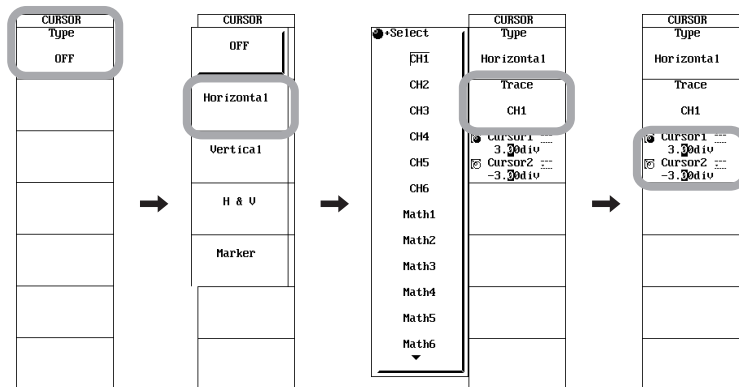 CURSOR
Type
OFF
CURSOR
OFF
Horizontal
Vertical
H & V
Marker
+Select
CH1
CH2
CH3
CH4
CH5
CH6
Math1
Math2
Math3
Math4
Math5
Math6
CURSOR
Type
Horizontal
Trace
CH1
Cursor1
3.00div
Cursor2
-3.00div
CURSOR
Type
Horizontal
Trace
CH1
Cursor1
3.00div
Cursor2
-3.00div